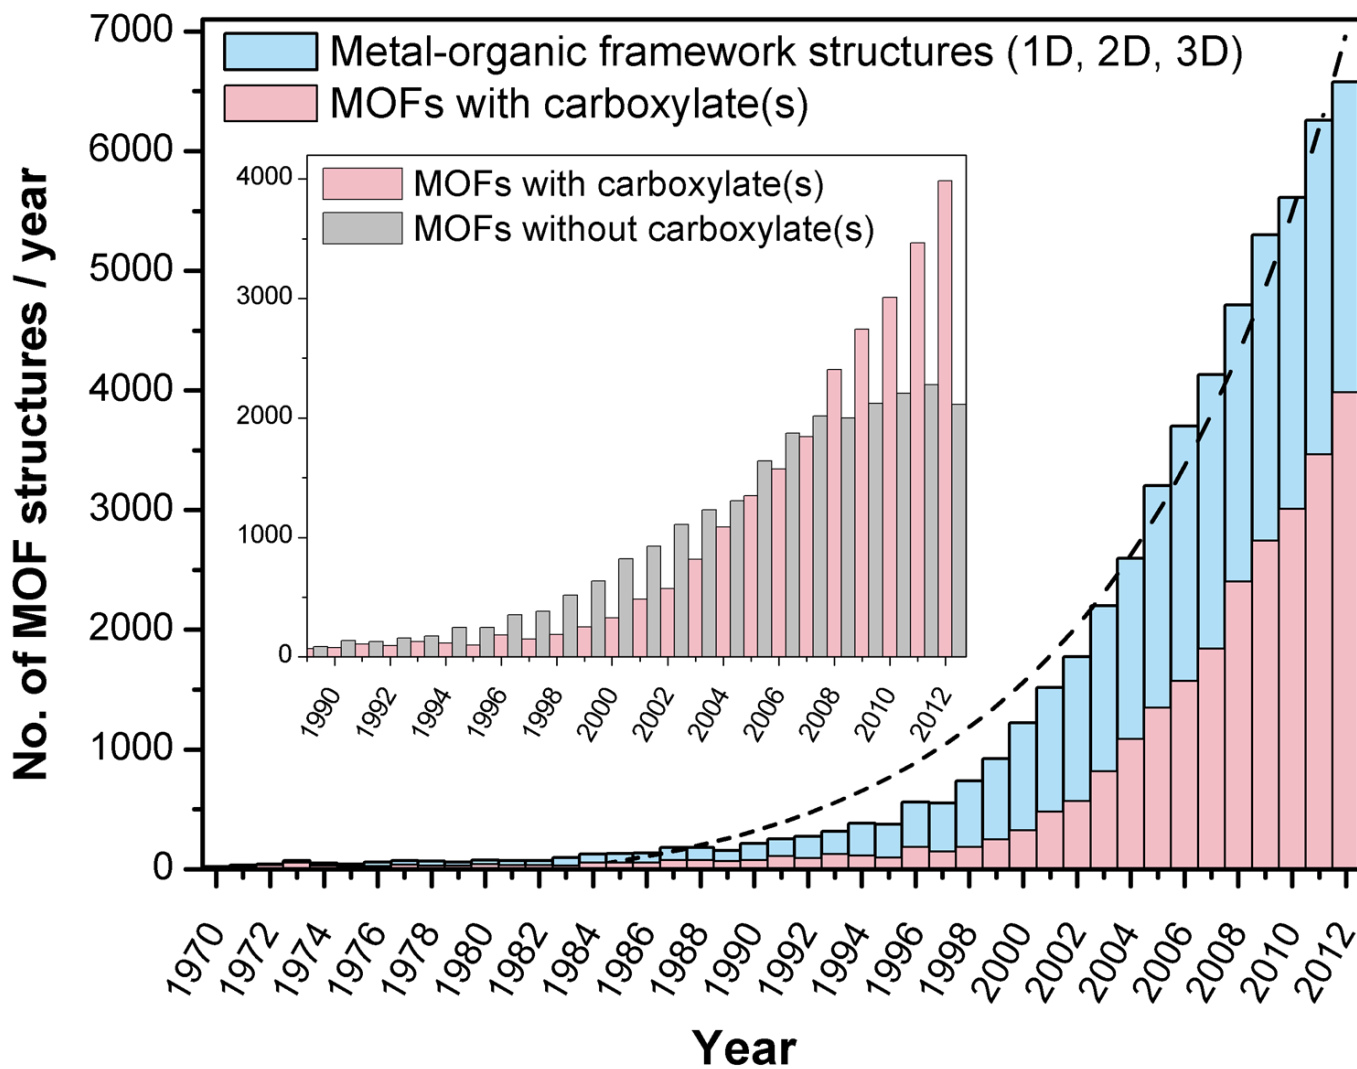 7000
6000
5000
4000
3000
2000
1000
0
No. of MOF structures / year
Metal-organic framework structures (1D, 2D, 3D)
MOFs with carboxylate(s)
4000
3000
2000
1000
0
MOFs with carboxylate(s)
MOFs without carboxylate(s)
1990 1992 1994 1996 1998 2000 2002 2004 2006 2008 2010 2012
1970 1972 1974 1976 1978 1980 1982 1984 1986 1988 1990 1992 1994 1996 1998 2000 2002 2004 2006 2008 2010 2012
Year